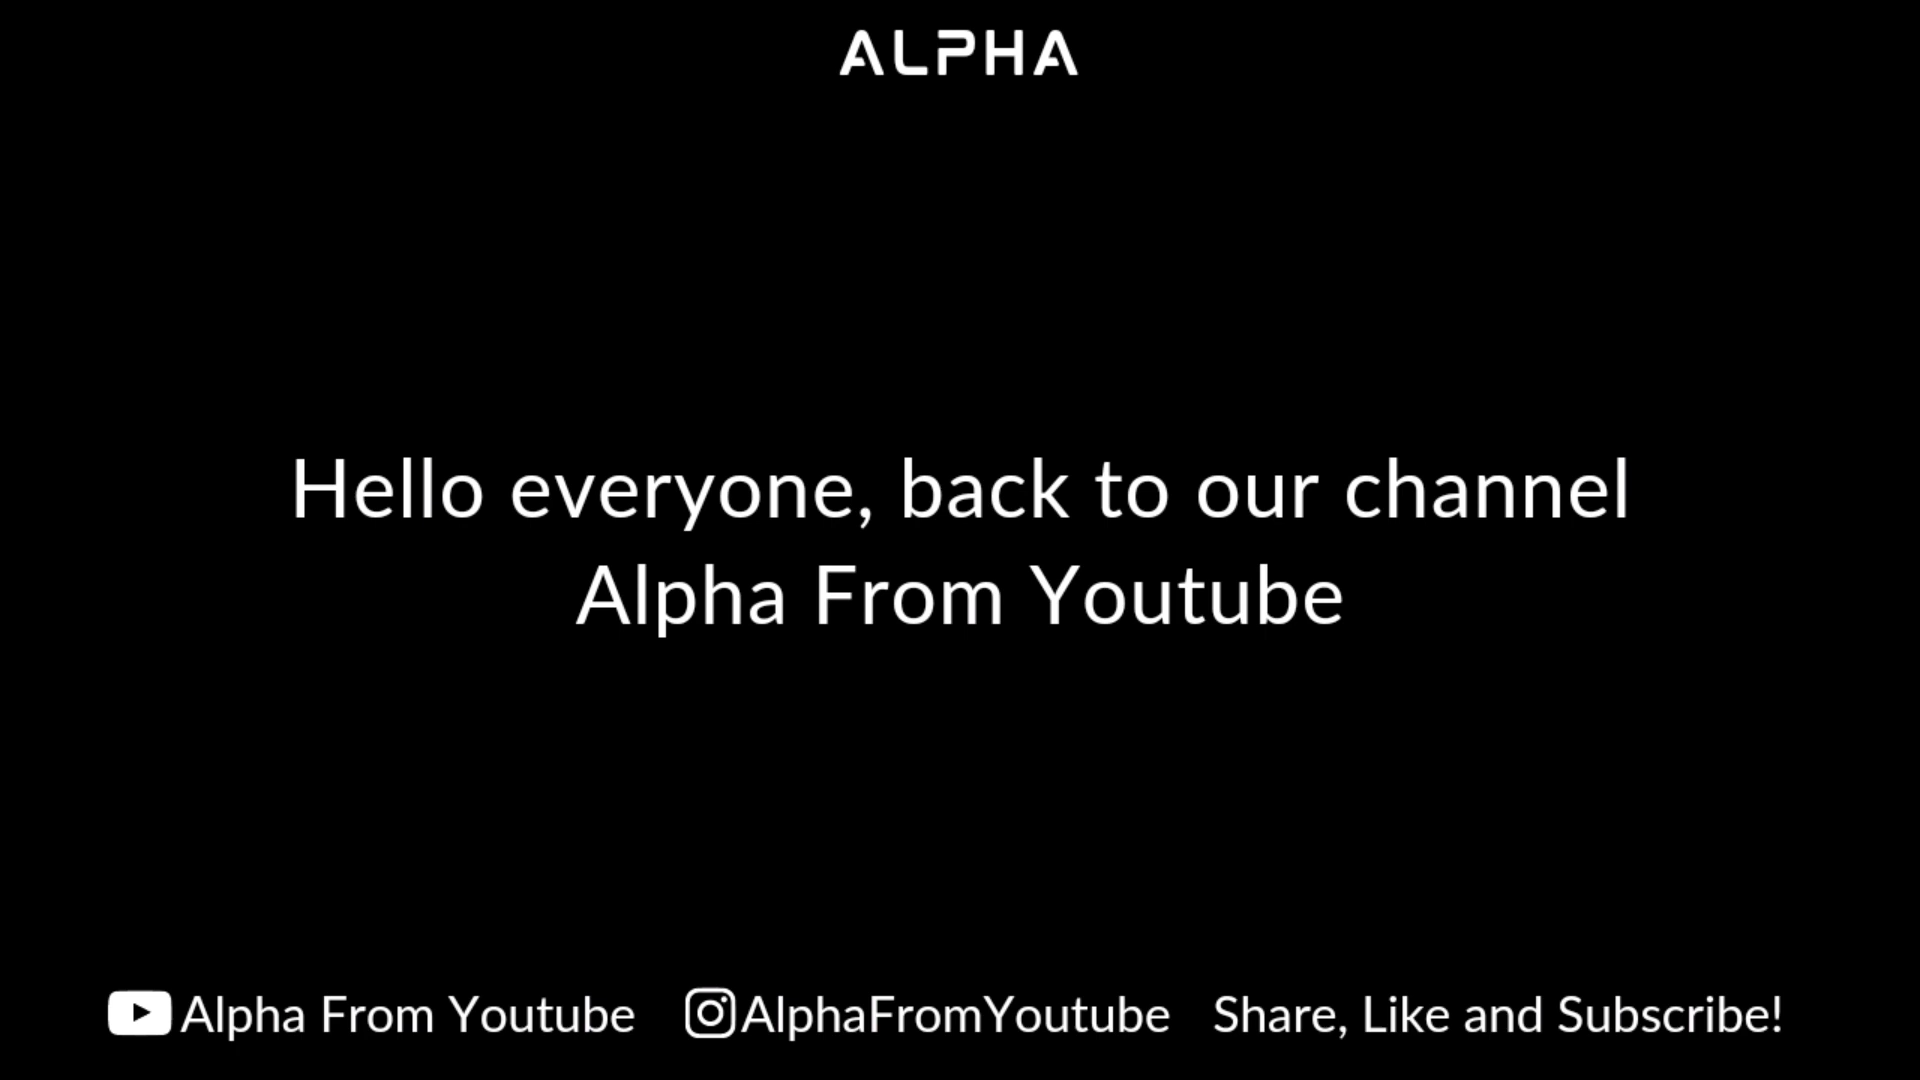 ALPHA
Hello everyone, back to our channel
Alpha From Youtube
Alpha From Youtube AlphaFromYoutube Share, Like and Subscribe!